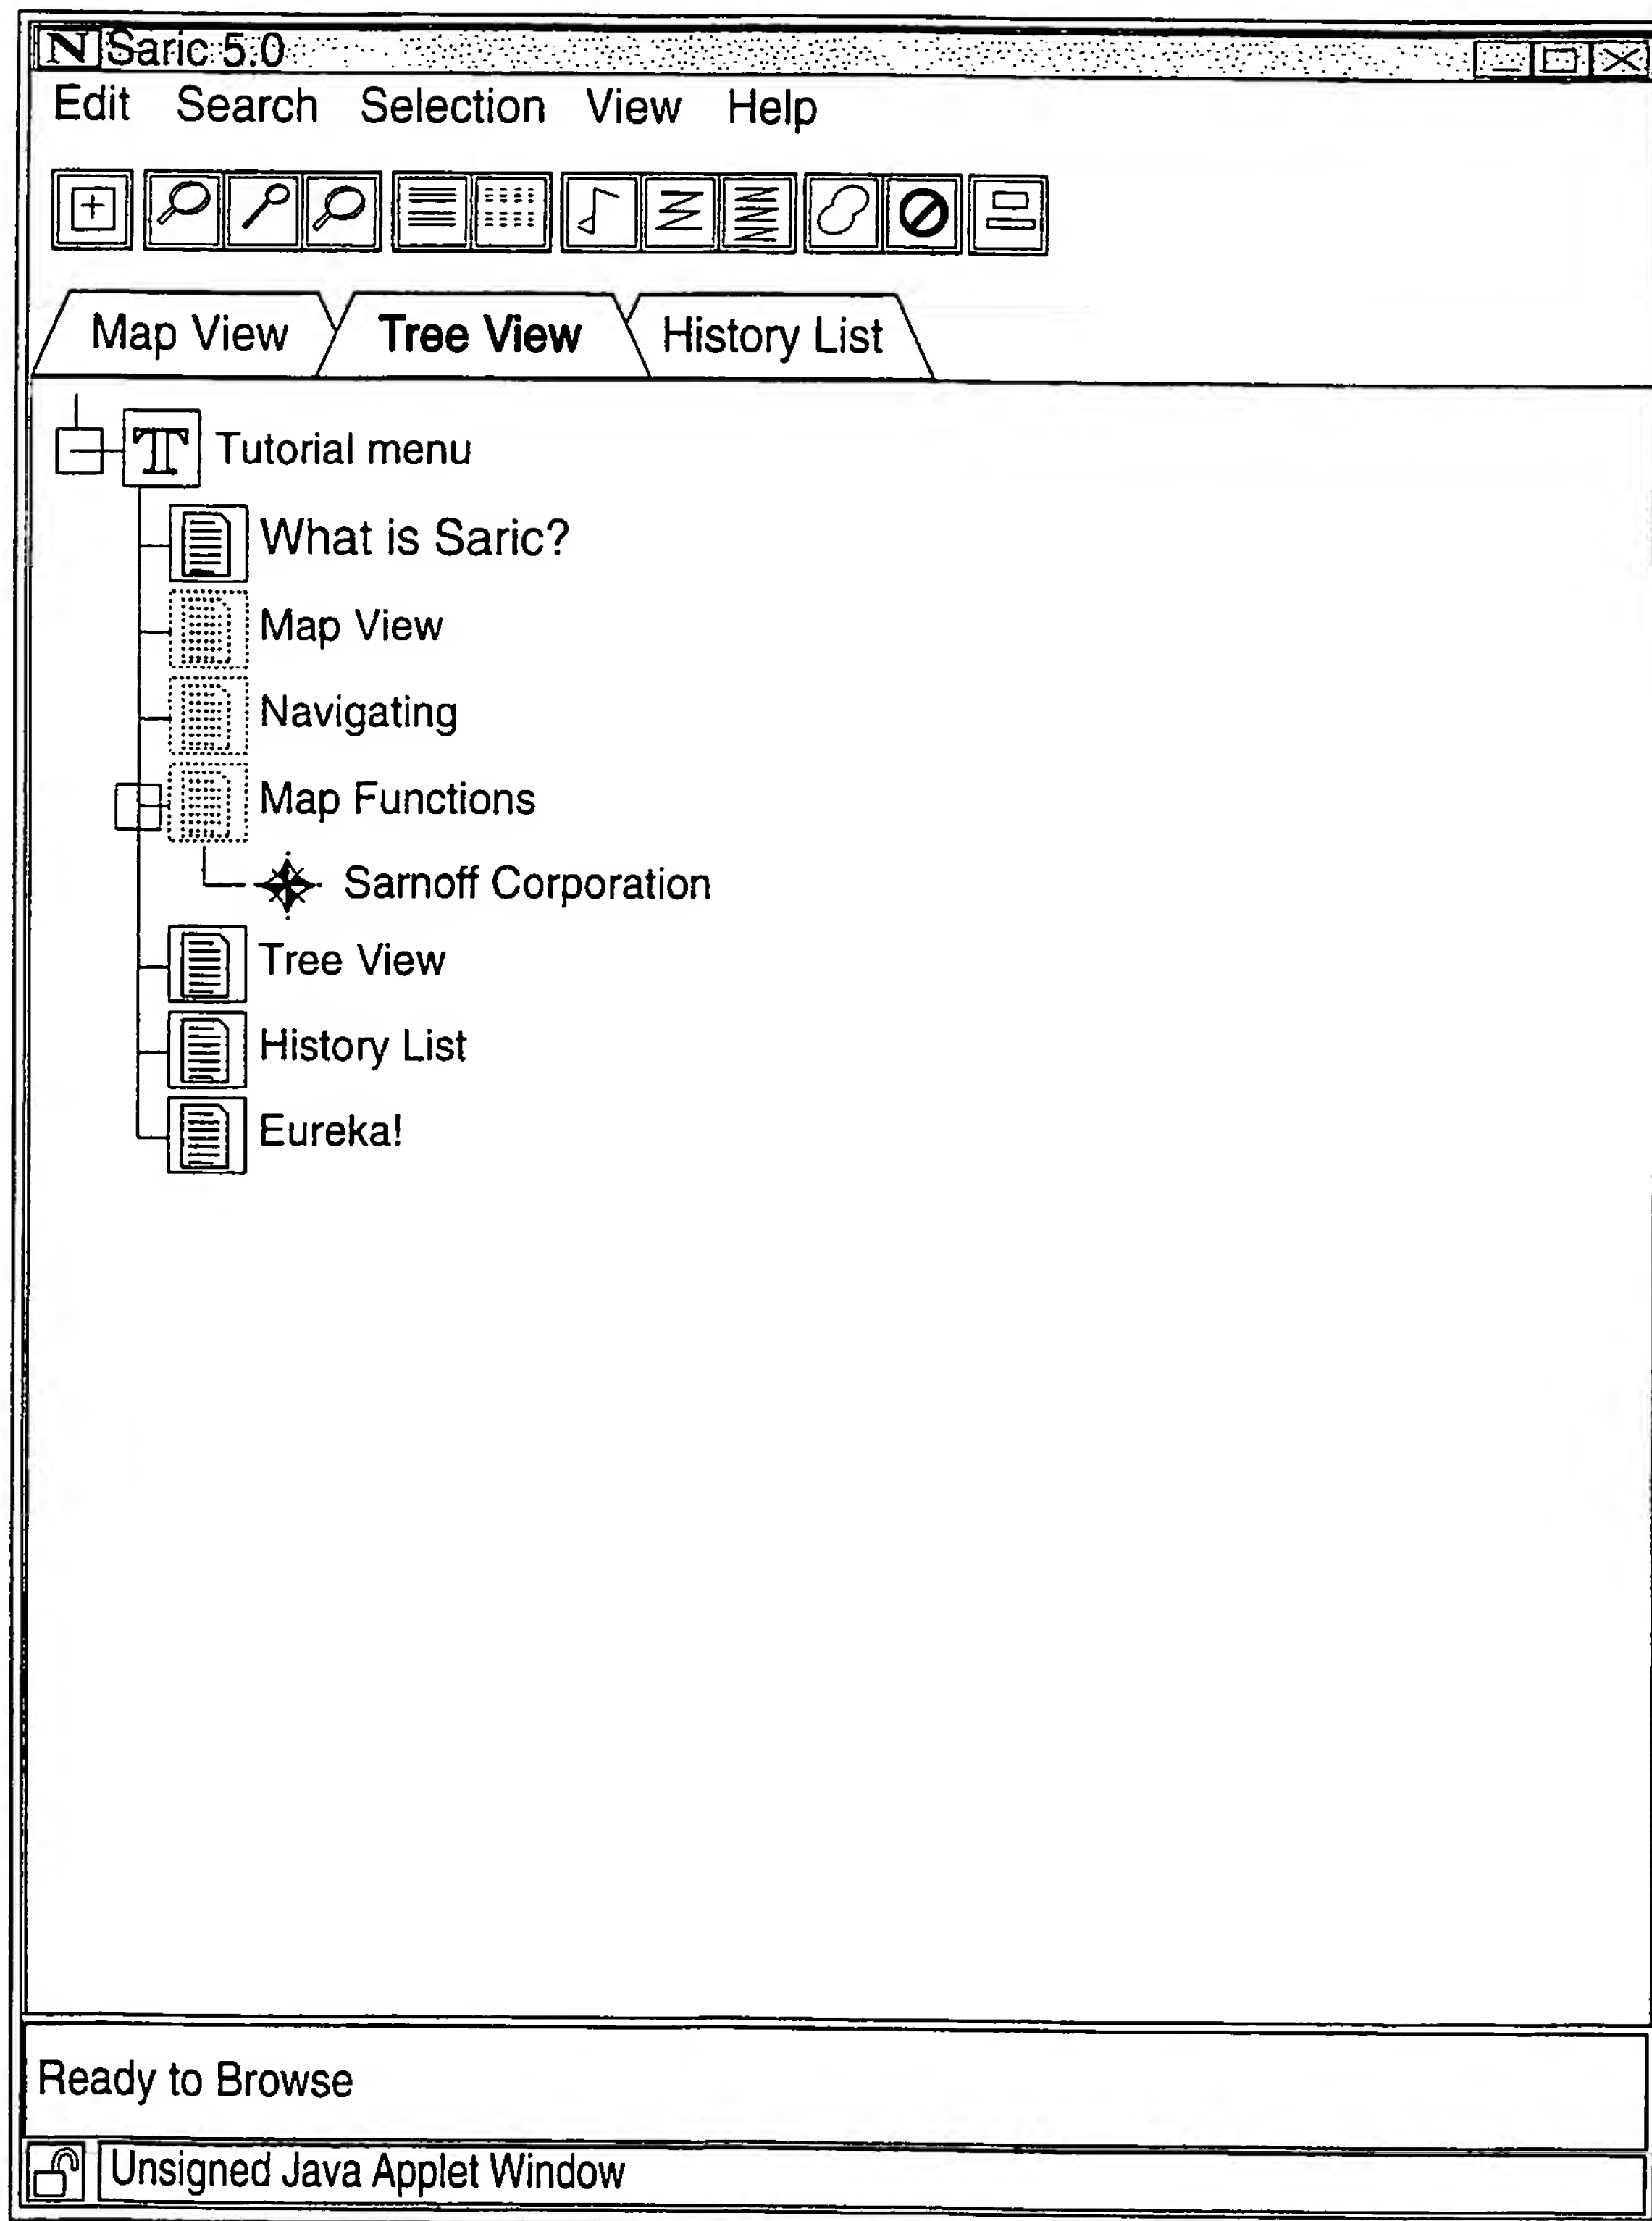 N Saric 5.0
Edit Search Selection View Help
Map View Tree View History List
T Tutorial menu
What is Saric?
Map View
Navigating
Map Functions
Sarnoff Corporation
Tree View
History List
Eureka!
Ready to Browse
Unsigned Java Applet Window